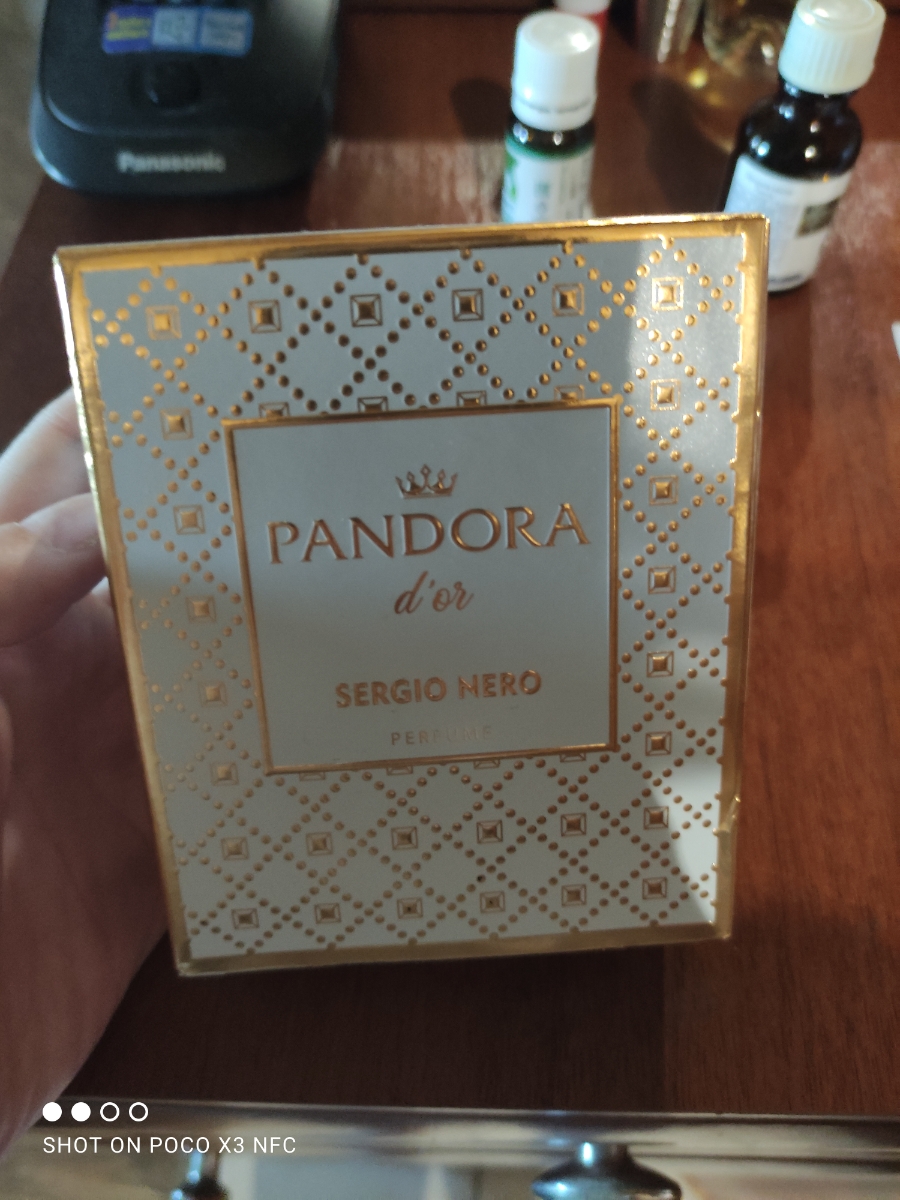 Panasonic
PANDORA
d'or
SERGIO NERO
PERFUME
SHOT ON POCO X3 NFC